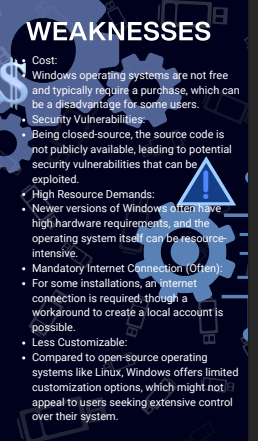 WEAKNESSES
• Cost:
• Windows operating systems are not free
and typically require a purchase, which can
be a disadvantage for some users.
• Security Vulnerabilities:
• Being closed-source, the source code is
not publicly available, leading to potential
security vulnerabilities that can be
exploited.
• High Resource Demands:
• Newer versions of Windows often have
high hardware requirements, and the
operating system itself can be resource-
intensive.
• Mandatory Internet Connection (Often):
• For some installations, an internet
connection is required, though a
workaround to create a local account is
possible.
• Less Customizable:
• Compared to open-source operating
systems like Linux, Windows offers limited
customization options, which might not
appeal to users seeking extensive control
over their system.